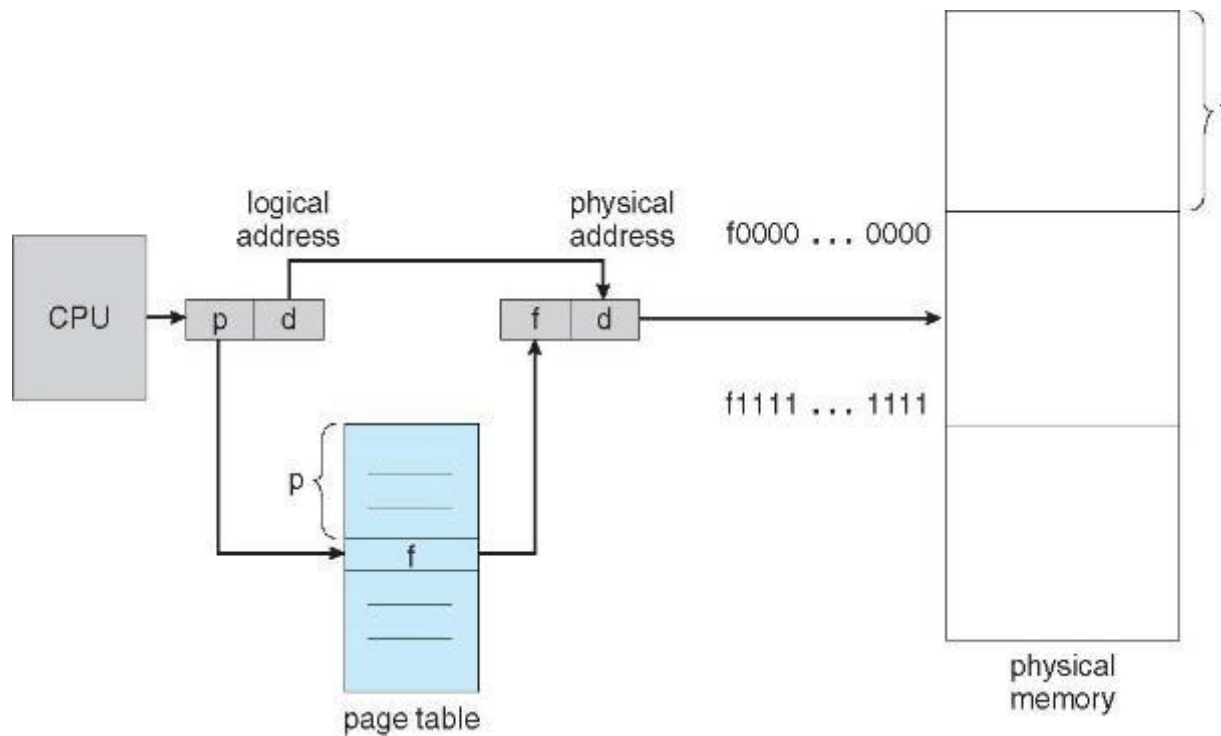 logical
address
physical
address
f0000 ... 0000
CPU
p
d
f
d
f1111 ... 1111
p
f
page table
physical
memory